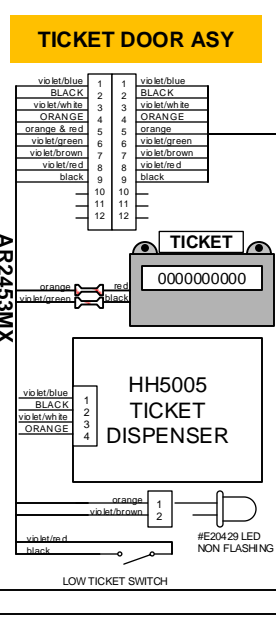 TICKET DOOR ASY
violet/blue 1 1 violet/blue
BLACK 2 2 BLACK
violet/white 3 3 violet/white
ORANGE 4 4 ORANGE
orange & red 5 5 orange
violet/green 6 6 violet/green
violet/brown 7 7 violet/brown
violet/red 8 8 violet/red
black 9 9 black
10 10
11 11
12 12
AR2453MX
TICKET
0000000000
orange red
violet/green black
HH5005
TICKET
DISPENSER
violet/blue 1
BLACK 2
violet/white 3
ORANGE 4
orange 1
violet/brown 2
#E20429 LED
NON FLASHING
violet/red
black
LOW TICKET SWITCH